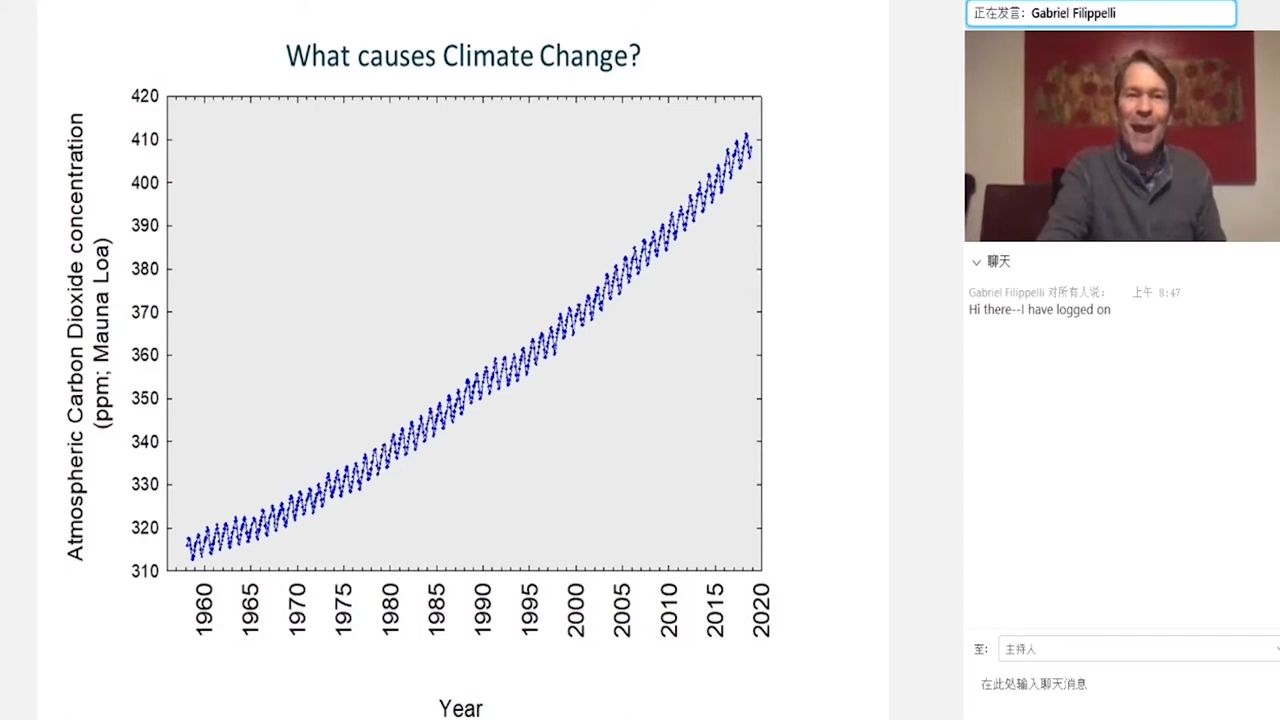 What causes Climate Change?
Atmospheric Carbon Dioxide concentration
(ppm; Mauna Loa)
420
410
400
390
380
370
360
350
340
330
320
310
1960
1965
1970
1975
1980
1985
1990
1995
2000
2005
2010
2015
2020
Year
正在发言: Gabriel Filippelli
聊天
Gabriel Filippelli 对所有人说： 上午 8:47
Hi there--I have logged on
至: 主持人
在此处输入聊天消息